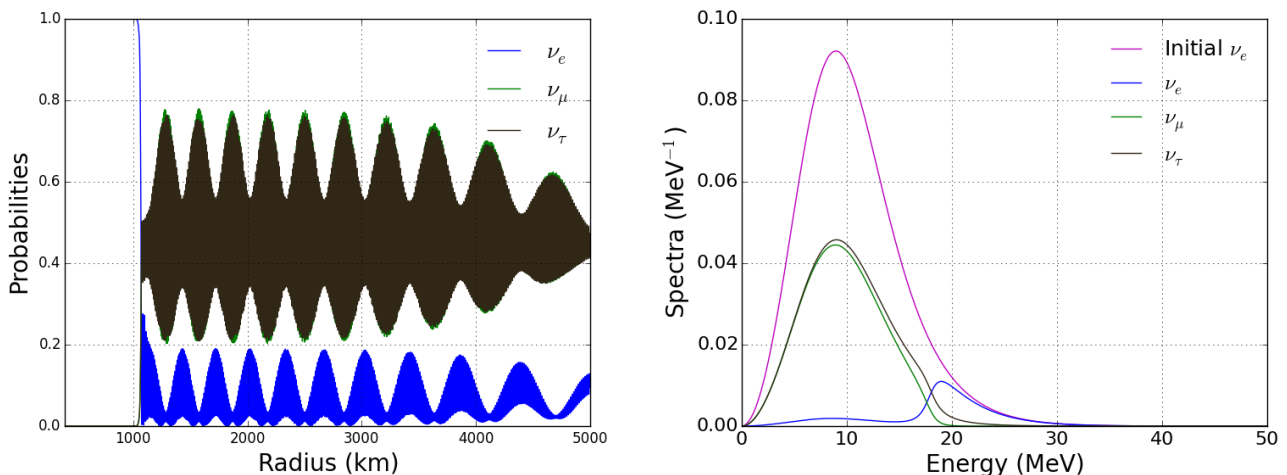 1.0
0.8
0.6
0.4
0.2
0.0
Probabilities
1000 2000 3000 4000 5000
Radius (km)
ν_e
ν_μ
ν_τ
0.10
0.08
0.06
0.04
0.02
0.00
Spectra (MeV⁻¹)
0 10 20 30 40 50
Energy (MeV)
Initial ν_e
ν_e
ν_μ
ν_τ